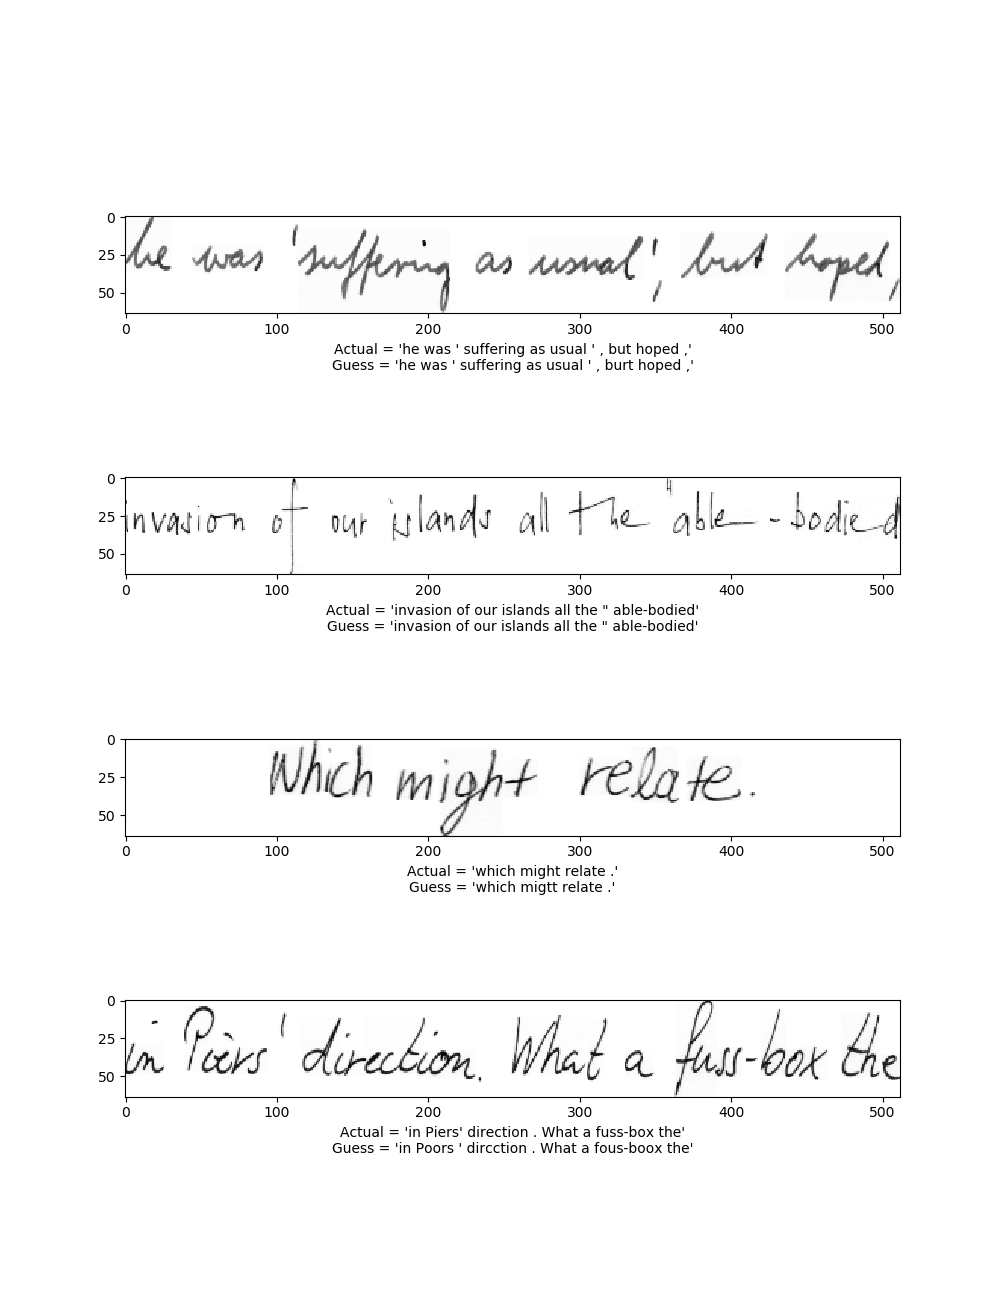 0
25
50
he was 'suffering as usual', but hoped,
0 100 200 300 400 500
Actual = 'he was ' suffering as usual ' , but hoped ,'
Guess = 'he was ' suffering as usual ' , burt hoped ,'
0
25
50
invasion of our islands all the "able-bodied
0 100 200 300 400 500
Actual = 'invasion of our islands all the " able-bodied'
Guess = 'invasion of our islands all the " able-bodied'
0
25
50
Which might relate.
0 100 200 300 400 500
Actual = 'which might relate .'
Guess = 'which migtt relate .'
0
25
50
in Piers' direction. What a fuss-box the
0 100 200 300 400 500
Actual = 'in Piers' direction . What a fuss-box the'
Guess = 'in Poors ' dircction . What a fous-boox the'